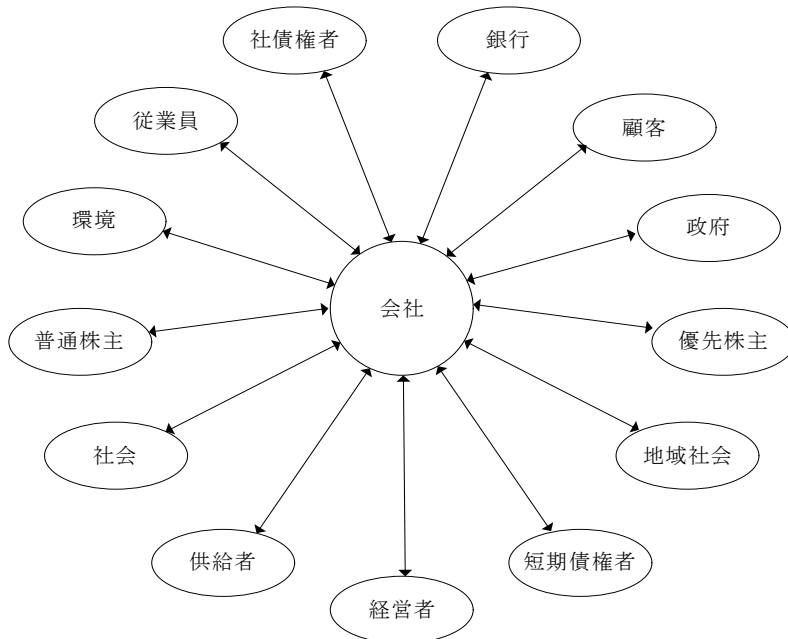 社債権者
銀行
従業員
顧客
環境
政府
会社
普通株主
優先株主
社会
地域社会
供給者
短期債権者
経営者